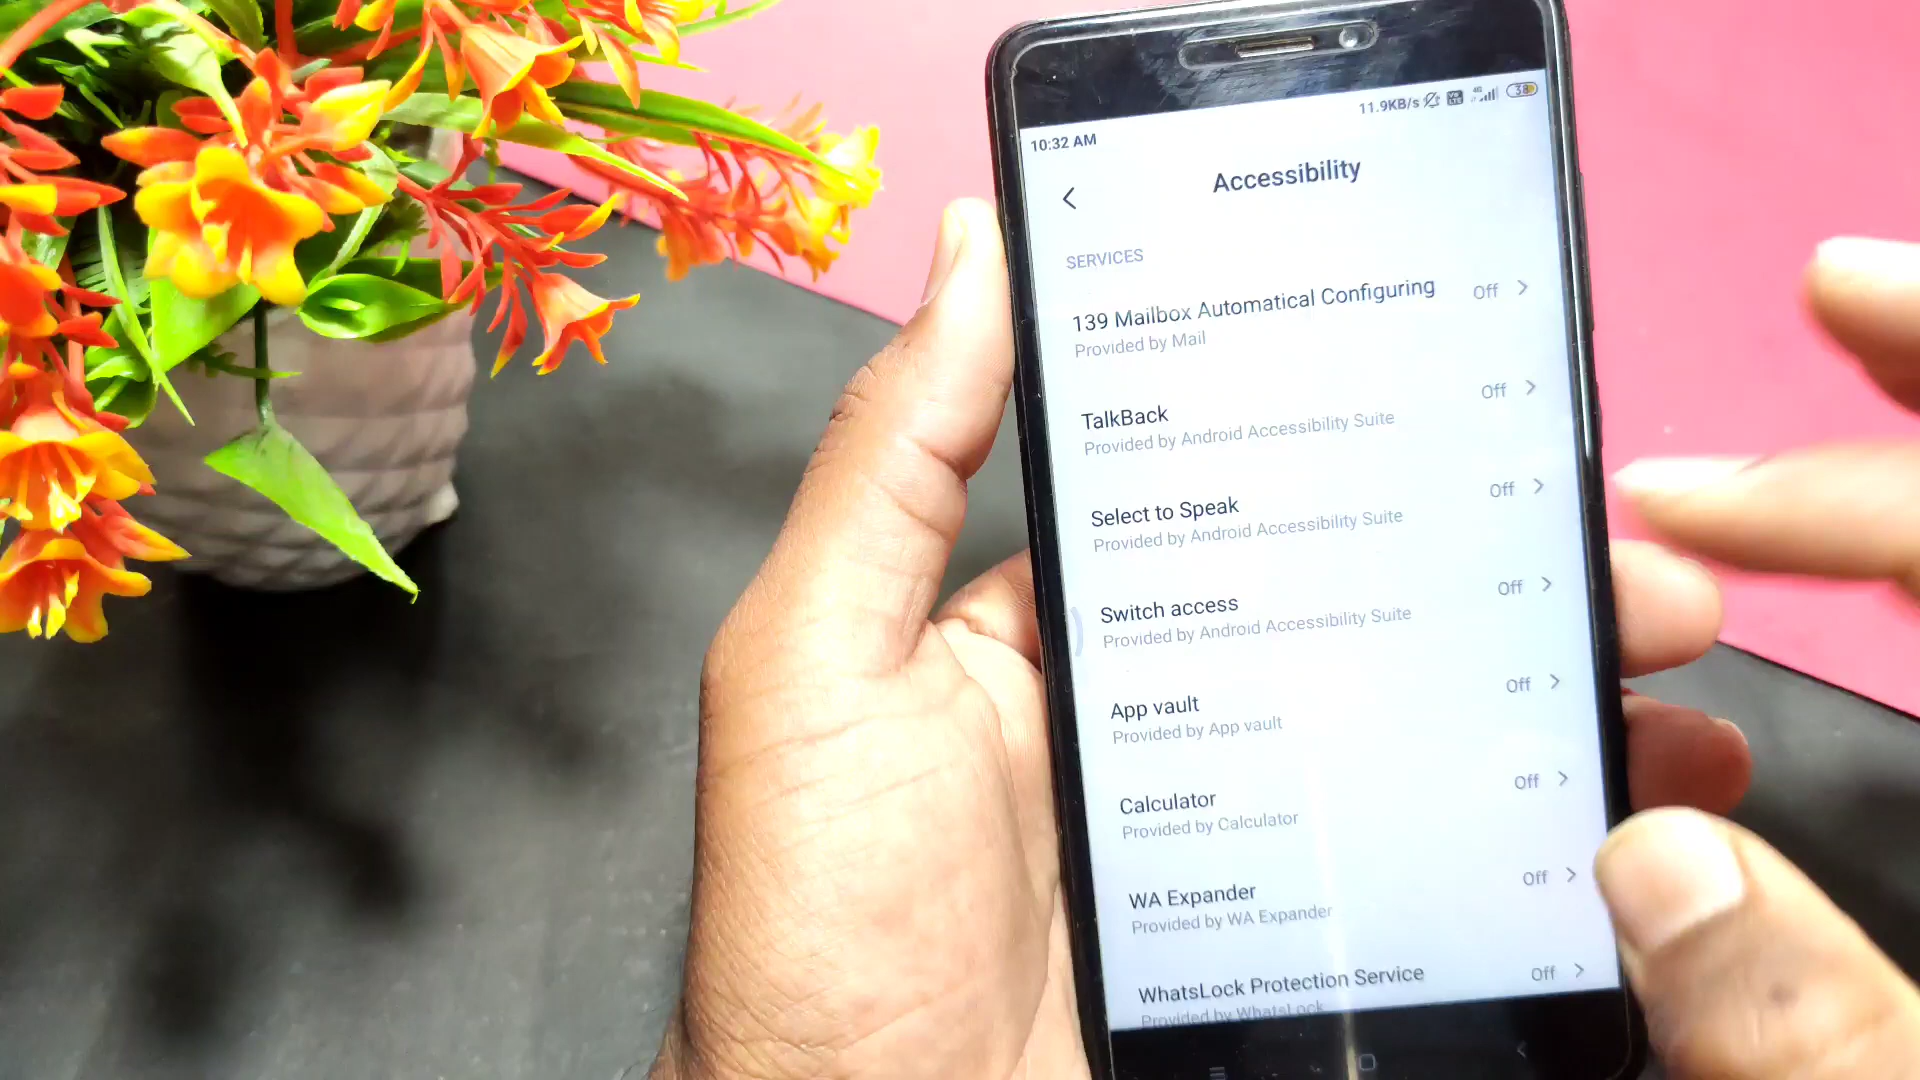 11.9KB/s 38
10:32 AM
Accessibility
SERVICES
139 Mailbox Automatical Configuring Off
Provided by Mail
TalkBack Off
Provided by Android Accessibility Suite
Select to Speak Off
Provided by Android Accessibility Suite
Switch access Off
Provided by Android Accessibility Suite
App vault Off
Provided by App vault
Calculator Off
Provided by Calculator
WA Expander Off
Provided by WA Expander
WhatsLock Protection Service Off
Provided by WhatsLock